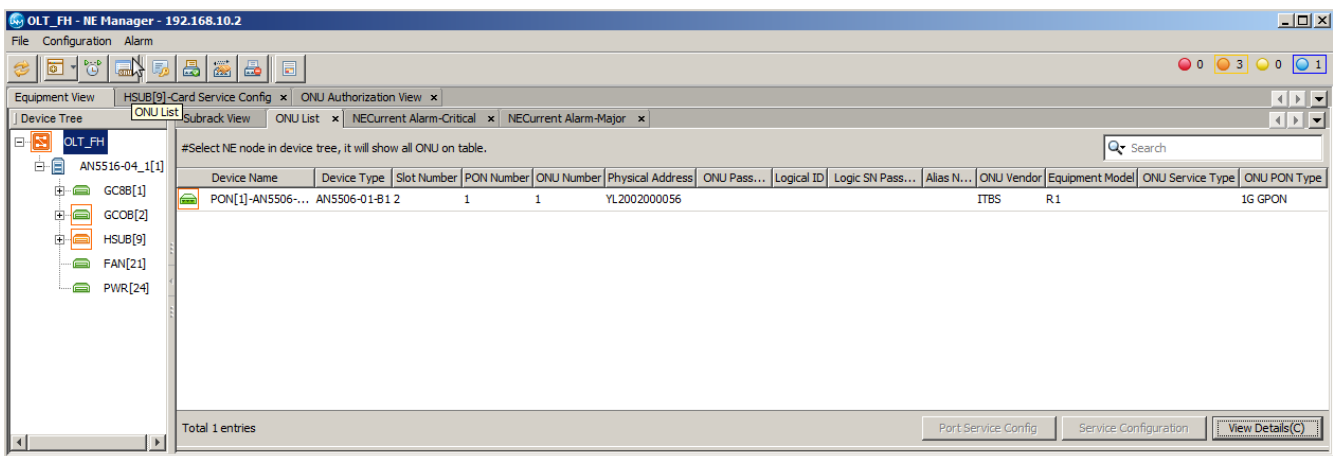 OLT_FH - NE Manager - 192.168.10.2
File Configuration Alarm
0 3 0 1
Equipment View HSUB[9]-Card Service Config ONU Authorization View
ONU List
Device Tree
Subrack View ONU List NECurrent Alarm-Critical NECurrent Alarm-Major
OLT_FH
AN5516-04_1[1]
GC8B[1]
GCOB[2]
HSUB[9]
FAN[21]
PWR[24]
#Select NE node in device tree, it will show all ONU on table.
Search
Device Name Device Type Slot Number PON Number ONU Number Physical Address ONU Pass... Logical ID Logic SN Pass... Alias N... ONU Vendor Equipment Model ONU Service Type ONU PON Type
PON[1]-AN5506-... AN5506-01-B1 2 1 1 YL2002000056 ITBS R1 1G GPON
Total 1 entries
Port Service Config Service Configuration View Details(C)